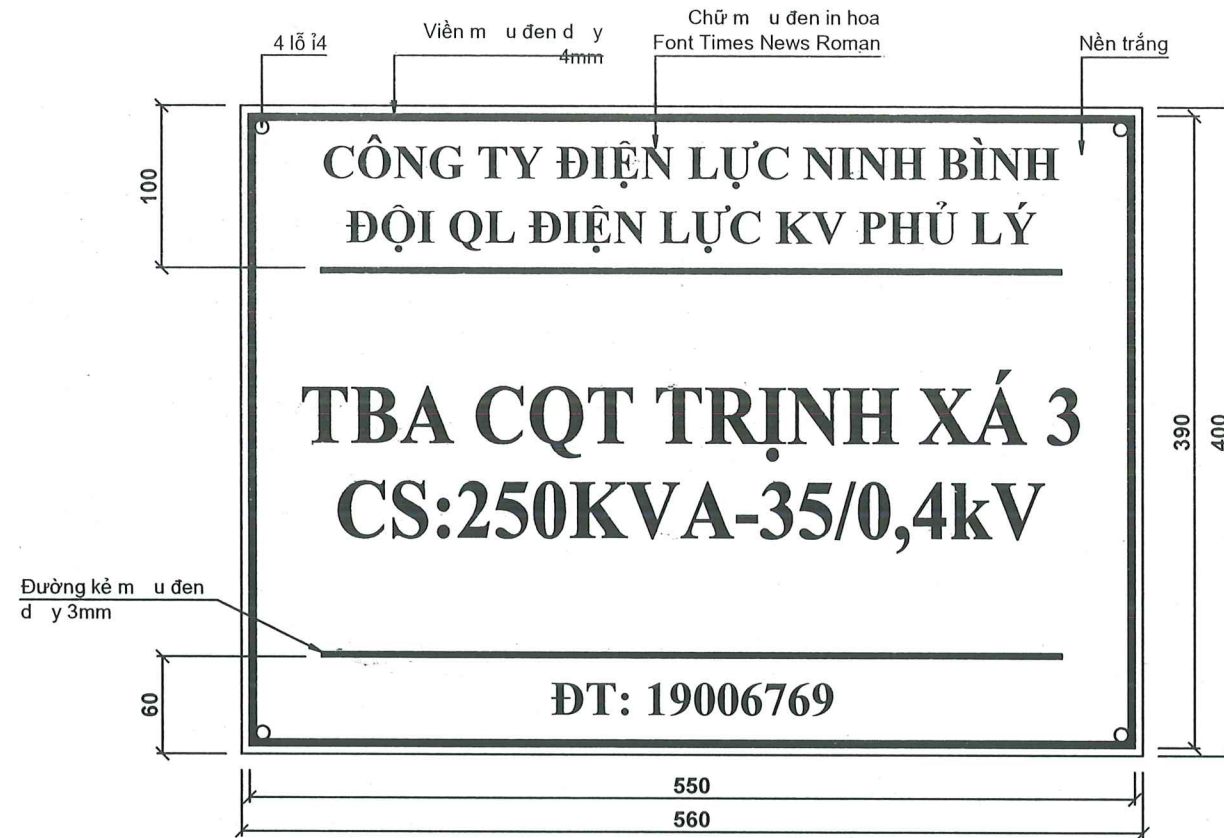 4 lỗ i4
Viền m u đen d y
4mm
Chữ m u đen in hoa
Font Times News Roman
Nền trắng
CÔNG TY ĐIỆN LỰC NINH BÌNH
ĐỘI QL ĐIỆN LỰC KV PHỦ LÝ
100
TBA CQT TRỊNH XÁ 3
CS:250KVA-35/0,4kV
390
400
Đường kẻ m u đen
d y 3mm
60
ĐT: 19006769
550
560